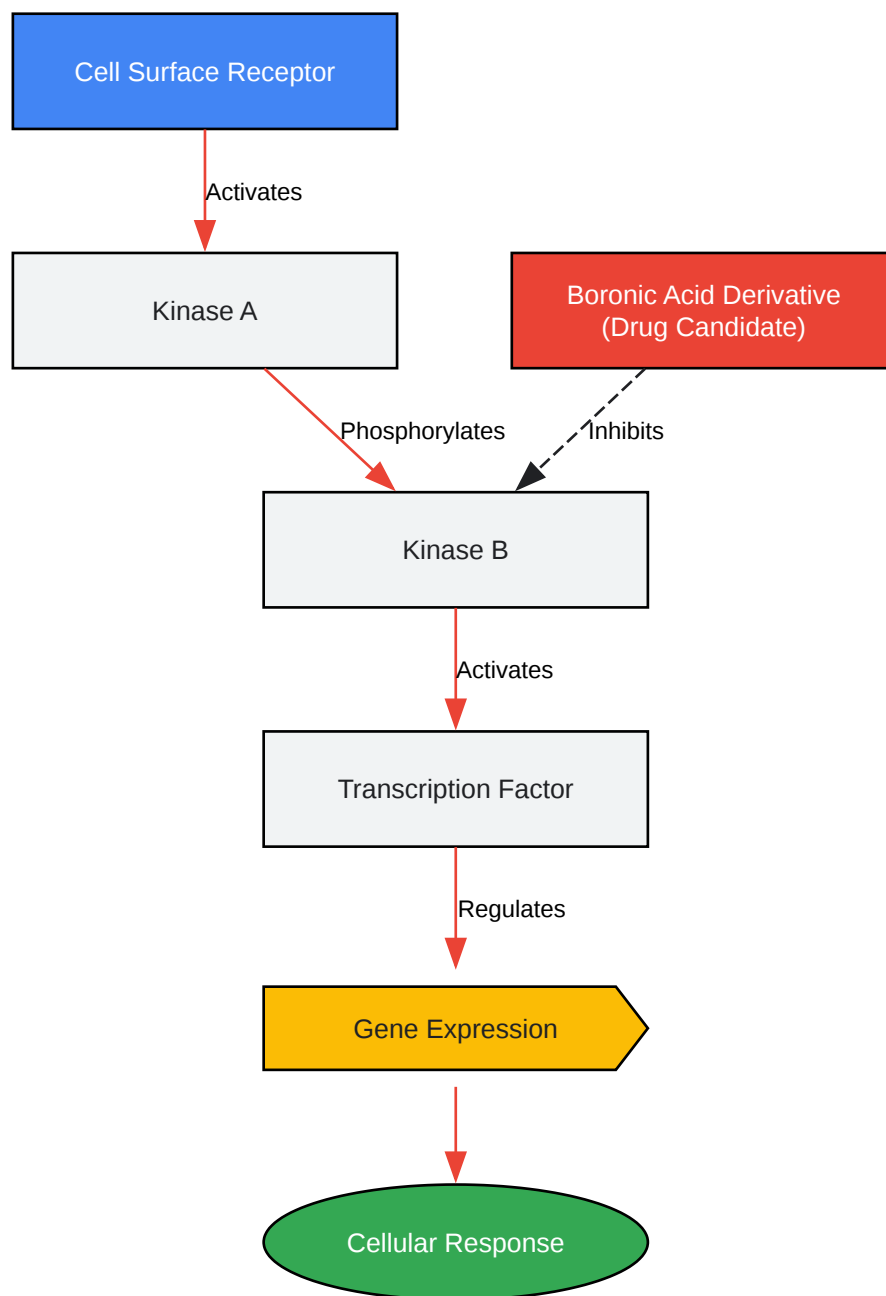 Cell Surface Receptor
Activates
Kinase A
Boronic Acid Derivative
(Drug Candidate)
Phosphorylates
Inhibits
Kinase B
Activates
Transcription Factor
Regulates
Gene Expression
Cellular Response